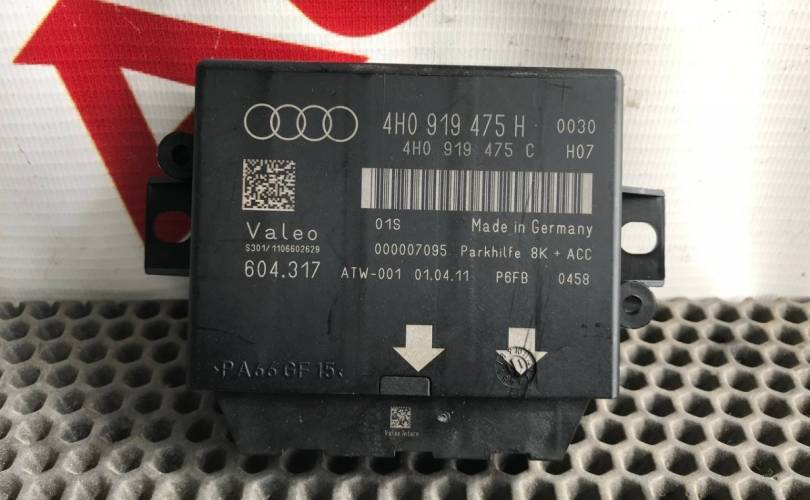 4H0 919 475 H 0030
4H0 919 475 C H07
Valeo
S301/1106602629
604.317
01S Made in Germany
000007095 Parkhilfe 8K + ACC
ATW-001 01.04.11 P6FB 0458
>PA66 GF15<
Valeo Intern